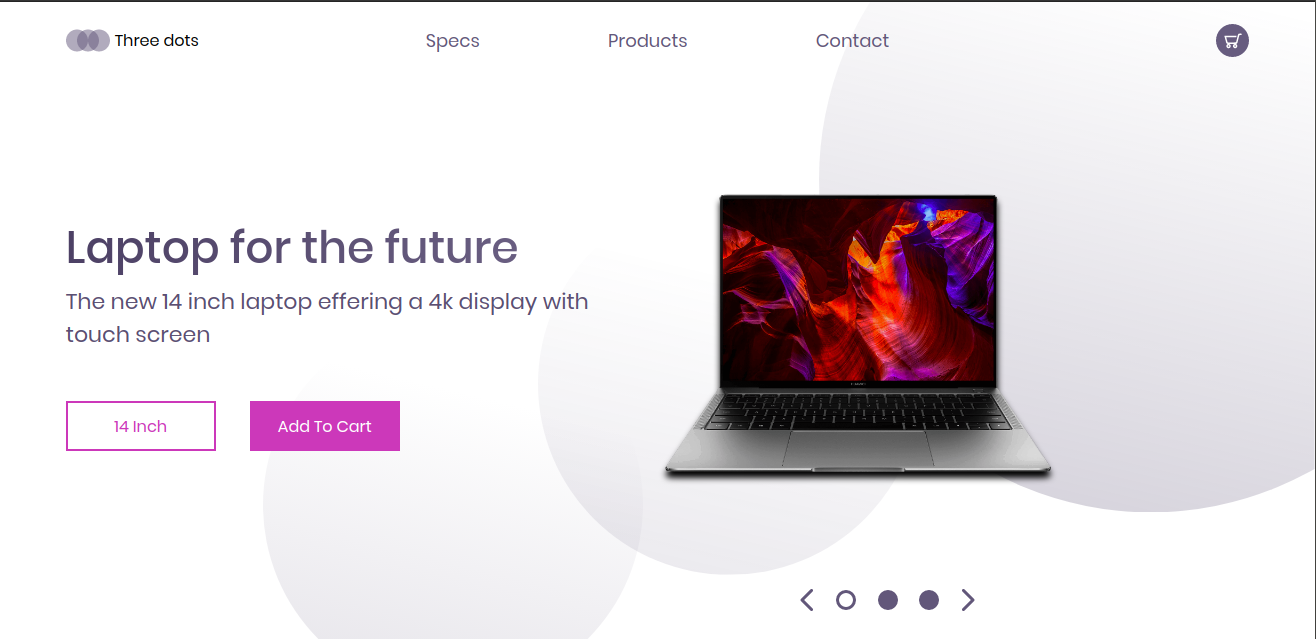 Three dots
Specs
Products
Contact
Laptop for the future
The new 14 inch laptop effering a 4k display with
touch screen
14 Inch
Add To Cart